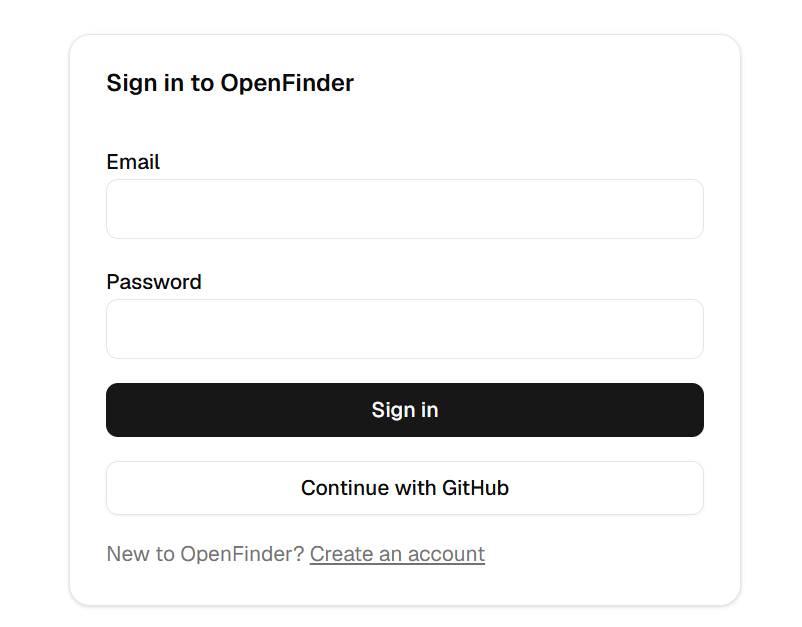 Sign in to OpenFinder
Email
Password
Sign in
Continue with GitHub
New to OpenFinder? Create an account